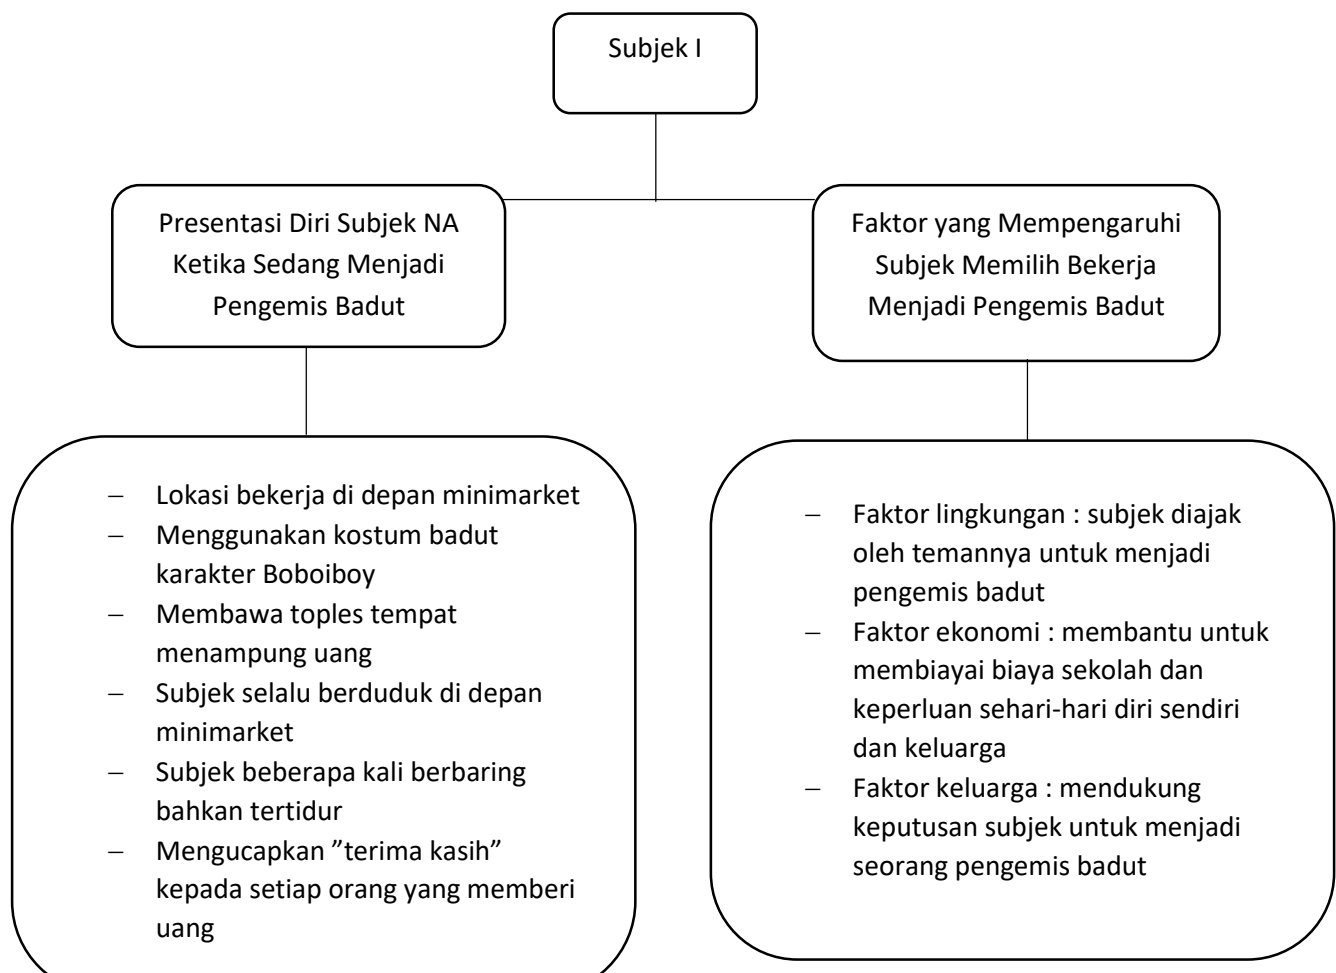 Subjek I
Presentasi Diri Subjek NA
Ketika Sedang Menjadi
Pengemis Badut
Faktor yang Mempengaruhi
Subjek Memilih Bekerja
Menjadi Pengemis Badut
– Lokasi bekerja di depan minimarket
– Menggunakan kostum badut
karakter Boboiboy
– Membawa toples tempat
menampung uang
– Subjek selalu berduduk di depan
minimarket
– Subjek beberapa kali berbaring
bahkan tertidur
– Mengucapkan ”terima kasih”
kepada setiap orang yang memberi
uang
– Faktor lingkungan : subjek diajak
oleh temannya untuk menjadi
pengemis badut
– Faktor ekonomi : membantu untuk
membiayai biaya sekolah dan
keperluan sehari-hari diri sendiri
dan keluarga
– Faktor keluarga : mendukung
keputusan subjek untuk menjadi
seorang pengemis badut